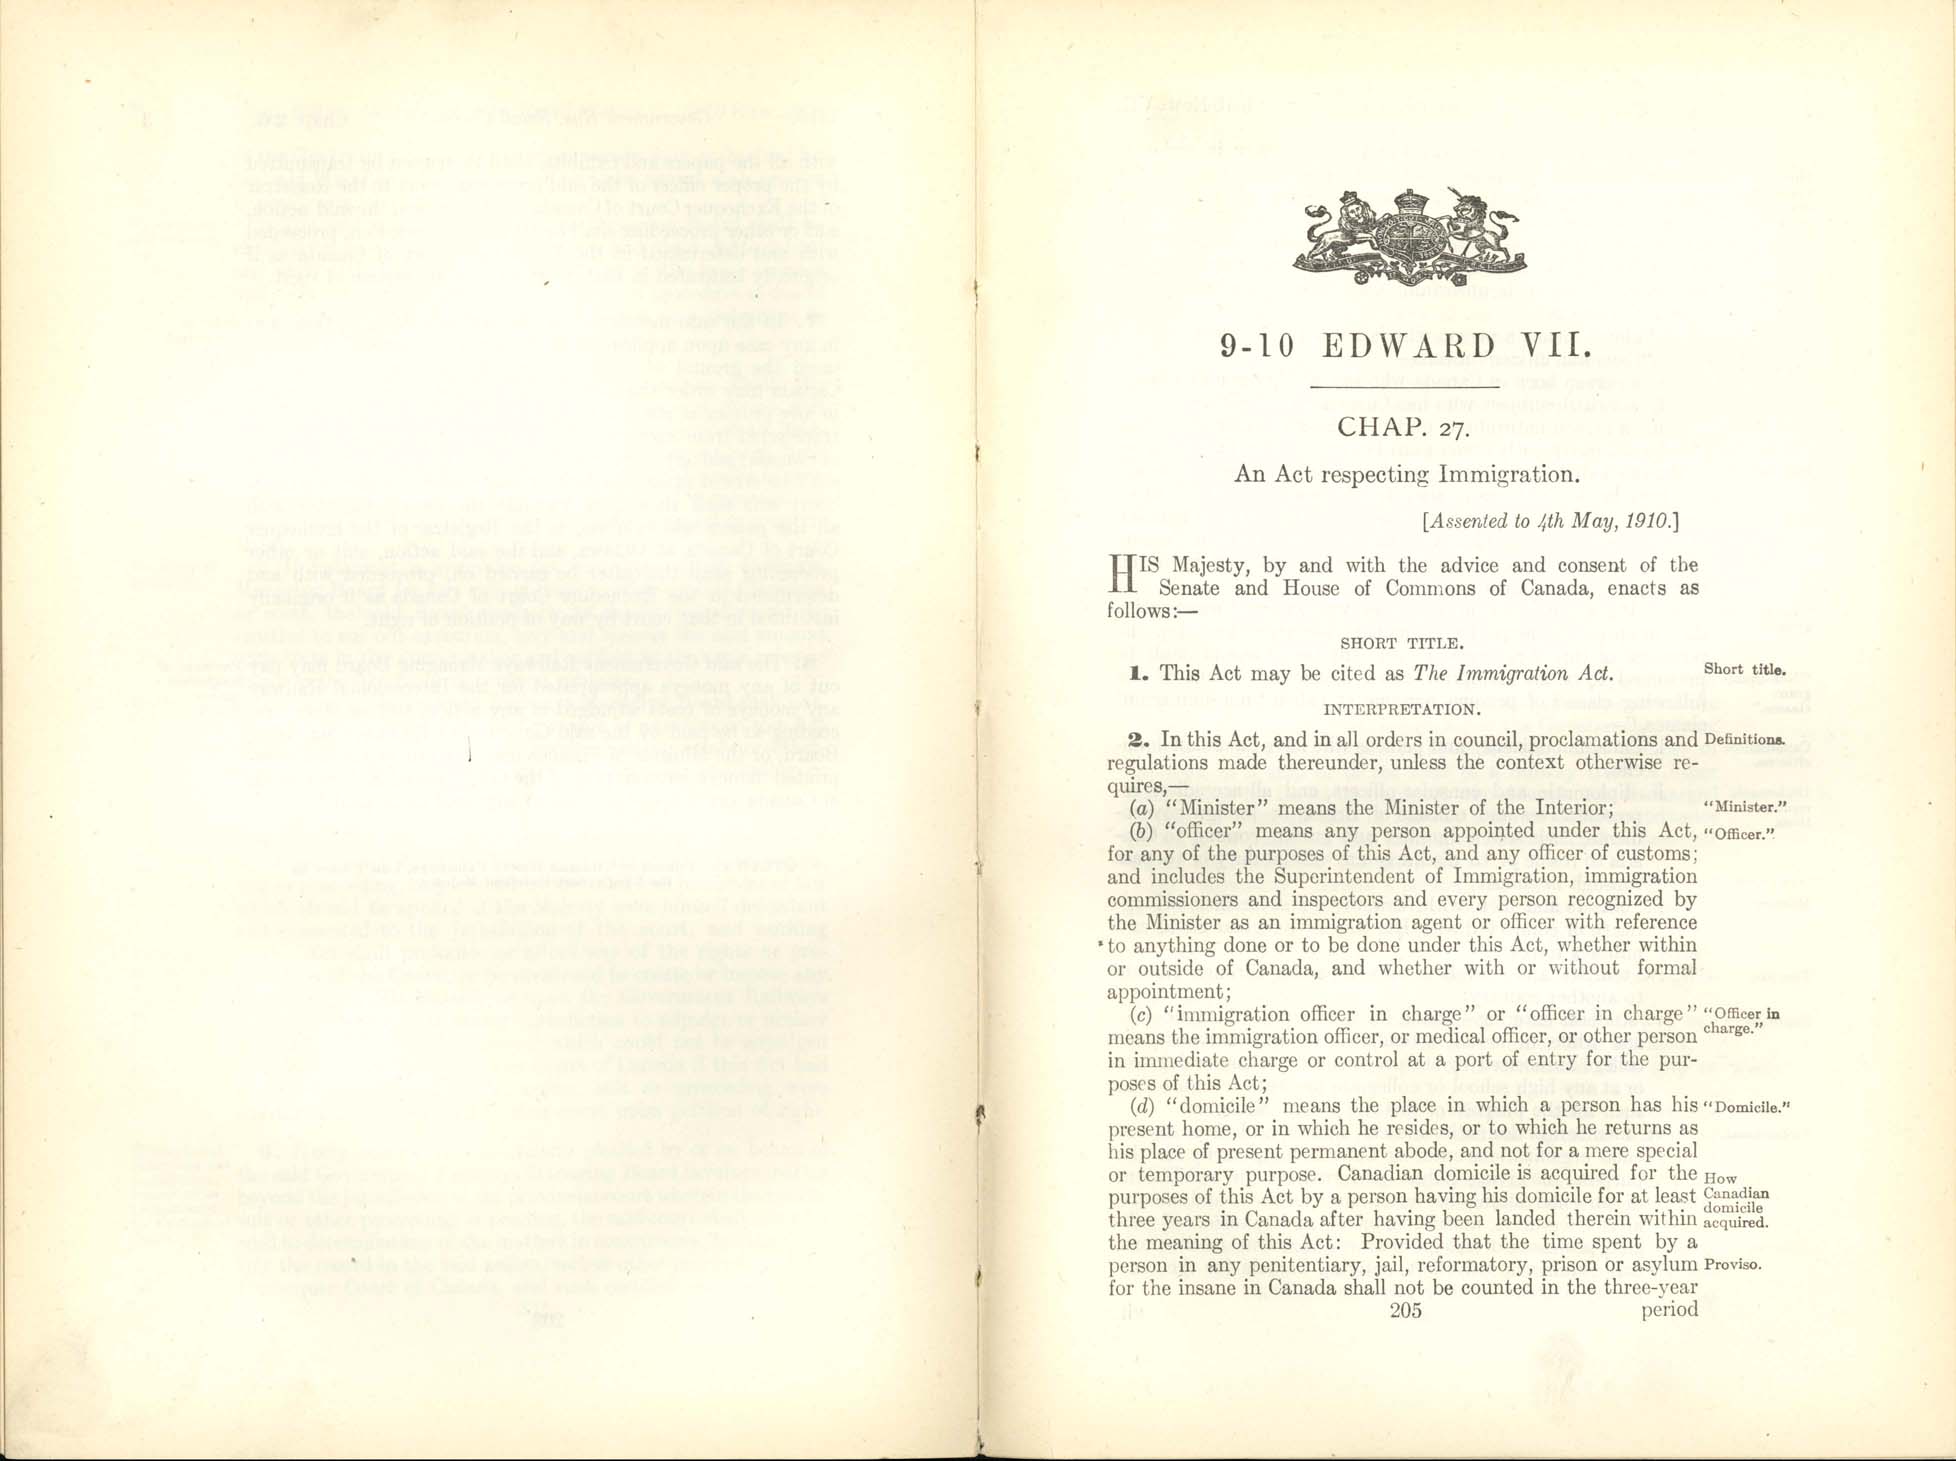 9-10 EDWARD VII.
CHAP. 27.
An Act respecting Immigration.
[Assented to 4th May, 1910.]
HIS Majesty, by and with the advice and consent of the
Senate and House of Commons of Canada, enacts as
follows:—
SHORT TITLE.
1. This Act may be cited as The Immigration Act.
Short title.
INTERPRETATION.
2. In this Act, and in all orders in council, proclamations and
Definitions.
regulations made thereunder, unless the context otherwise re-
quires,—
(a) “Minister” means the Minister of the Interior;
“Minister.”
(b) “officer” means any person appointed under this Act,
“Officer.”
for any of the purposes of this Act, and any officer of customs;
and includes the Superintendent of Immigration, immigration
commissioners and inspectors and every person recognized by
the Minister as an immigration agent or officer with reference
to anything done or to be done under this Act, whether within
or outside of Canada, and whether with or without formal
appointment;
(c) “immigration officer in charge” or “officer in charge”
“Officer in
means the immigration officer, or medical officer, or other person
charge.”
in immediate charge or control at a port of entry for the pur-
poses of this Act;
(d) “domicile” means the place in which a person has his
“Domicile.”
present home, or in which he resides, or to which he returns as
his place of present permanent abode, and not for a mere special
or temporary purpose. Canadian domicile is acquired for the
How
purposes of this Act by a person having his domicile for at least
Canadian
domicile
three years in Canada after having been landed therein within
acquired.
the meaning of this Act: Provided that the time spent by a
person in any penitentiary, jail, reformatory, prison or asylum
Proviso.
for the insane in Canada shall not be counted in the three-year
205
period